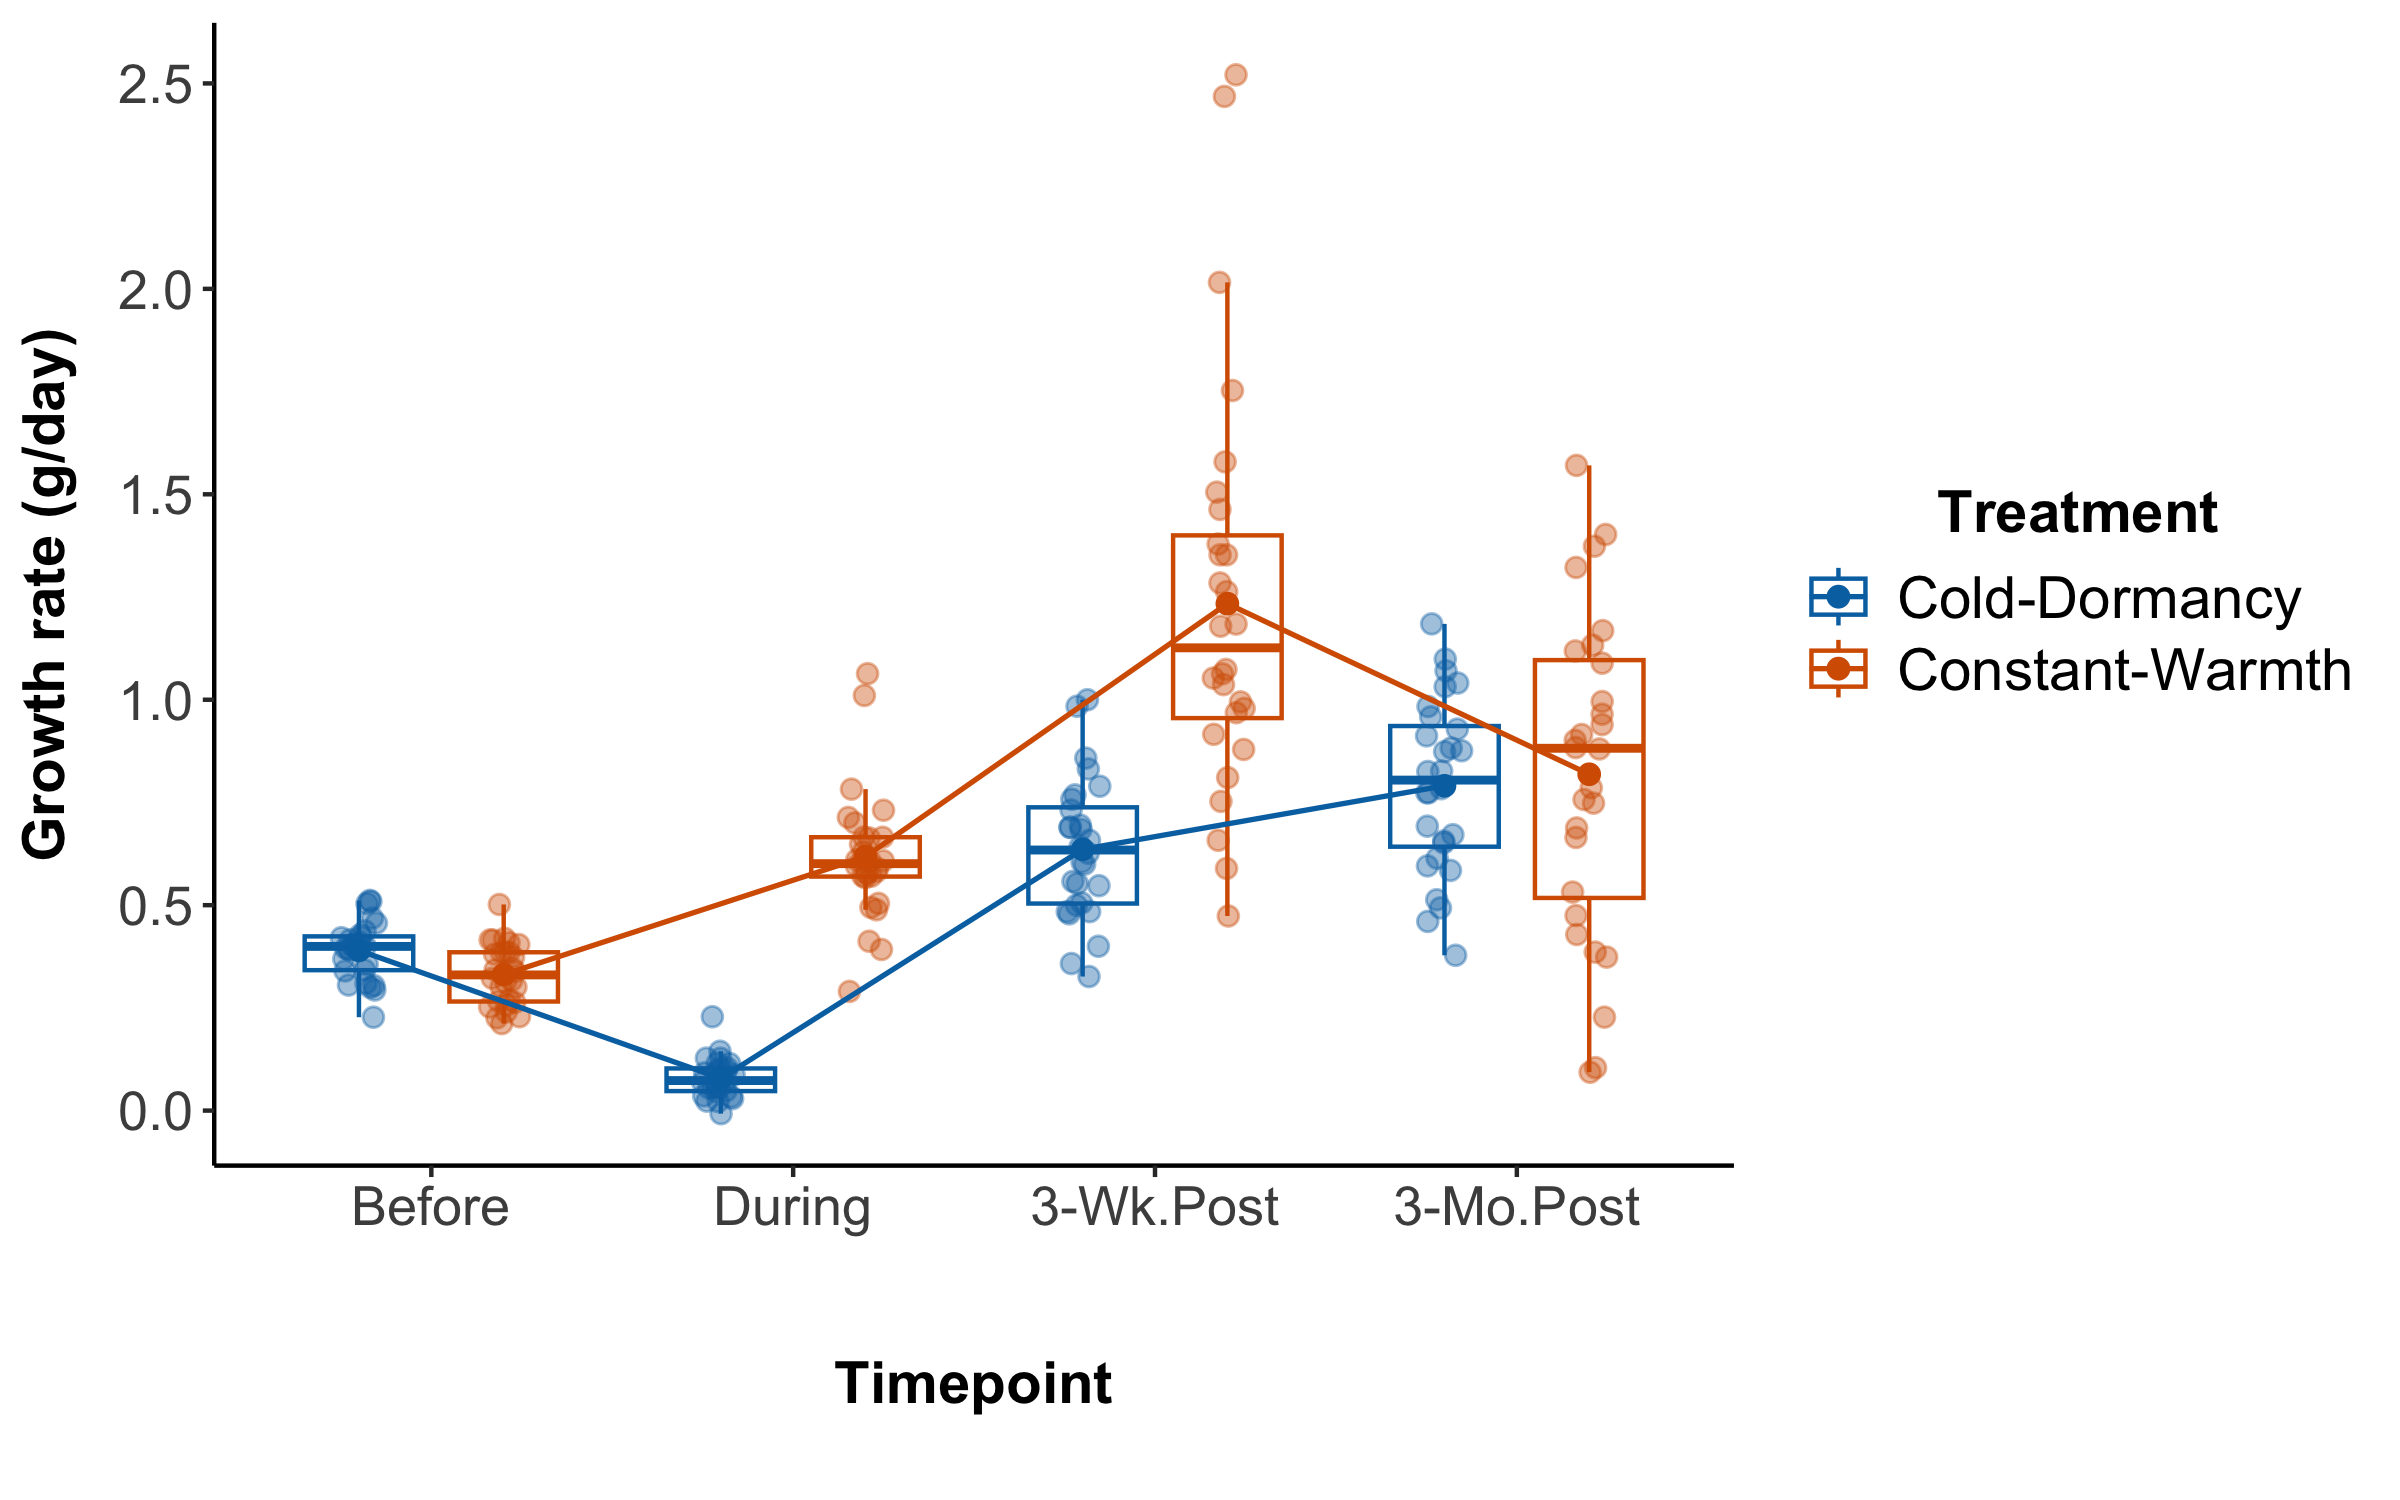 Growth rate (g/day)
2.5
2.0
1.5
1.0
0.5
0.0
Before During 3-Wk.Post 3-Mo.Post
Timepoint
Treatment
Cold-Dormancy
Constant-Warmth